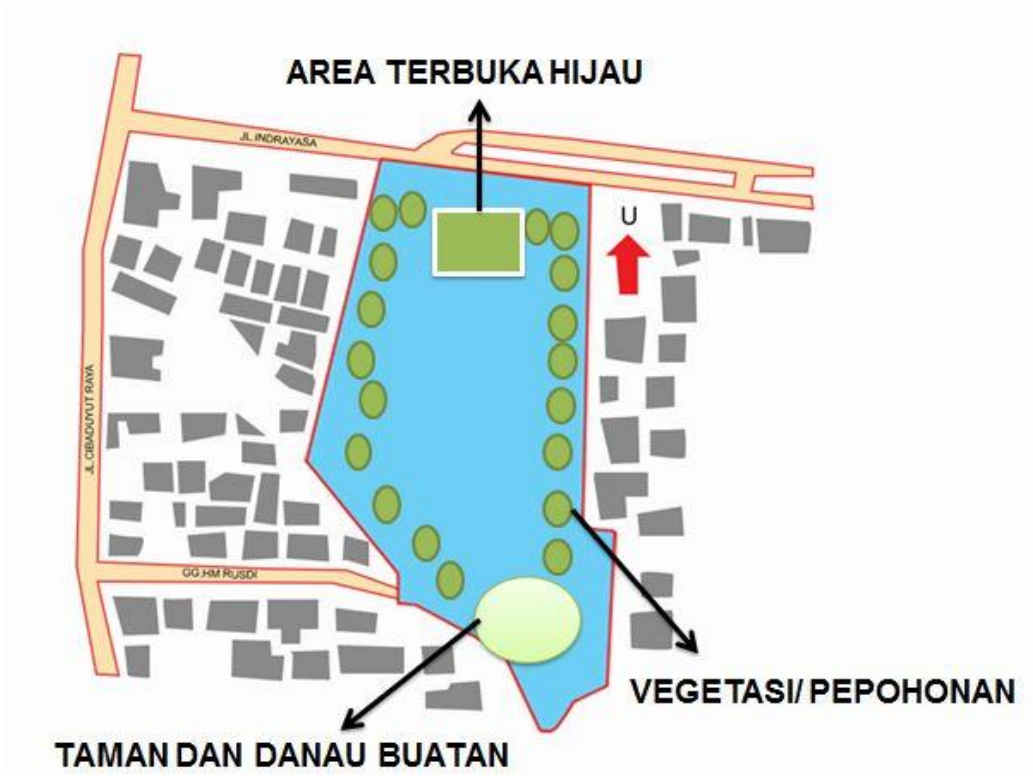 AREA TERBUKA HIJAU
JL.INDRAYASA
U
JL.CIBADUYUT RAYA
GG.HM RUSDI
VEGETASI/ PEPOHONAN
TAMAN DAN DANAU BUATAN